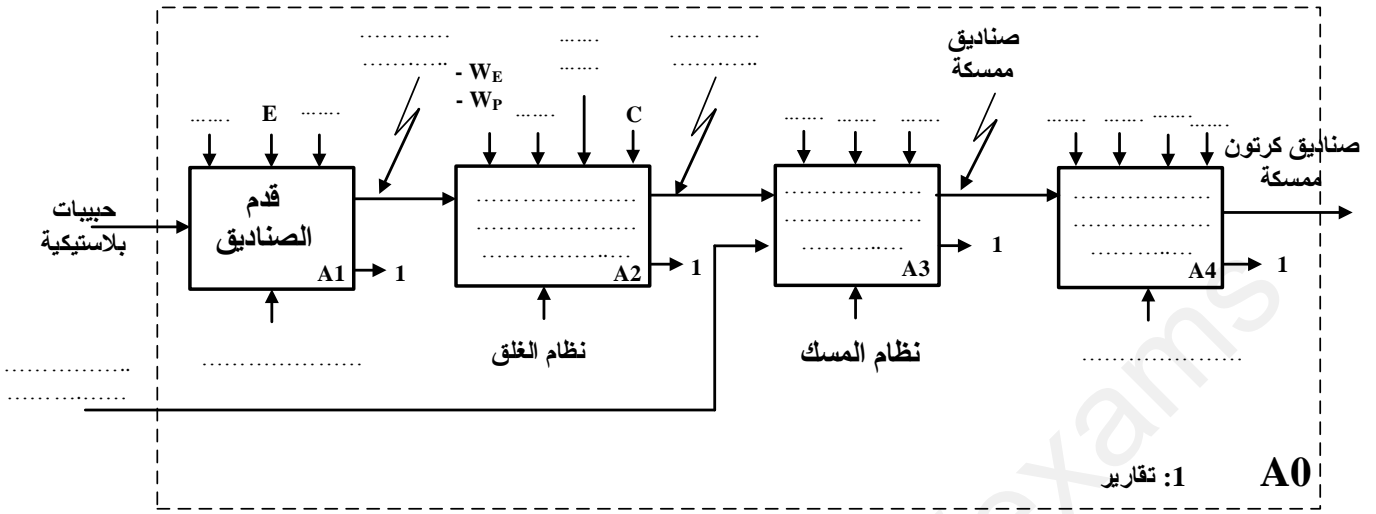 - W_E
- W_P
صناديق
ممسكة
E
C
صناديق كرتون
ممسكة
حبيبات
بلاستيكية
قدم
الصناديق
A1
1
A2
1
A3
1
A4
1
نظام الغلق
نظام المسك
1: تقارير
A0
exams